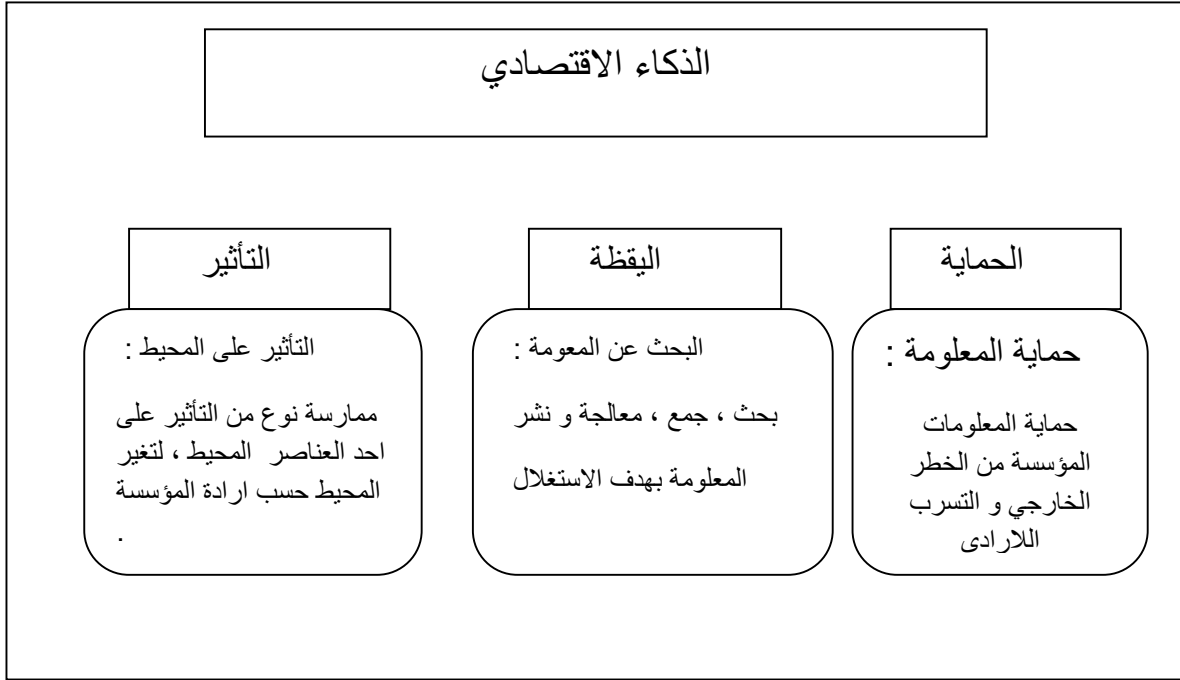 الذكاء الاقتصادي
الحماية
اليقظة
التأثير
حماية المعلومة :
حماية المعلومات
المؤسسة من الخطر
الخارجي و التسرب
اللارادى
البحث عن المعومة :
بحث ، جمع ، معالجة و نشر
المعلومة بهدف الاستغلال
التأثير على المحيط :
ممارسة نوع من التأثير على
احد العناصر المحيط ، لتغير
المحيط حسب ارادة المؤسسة
.